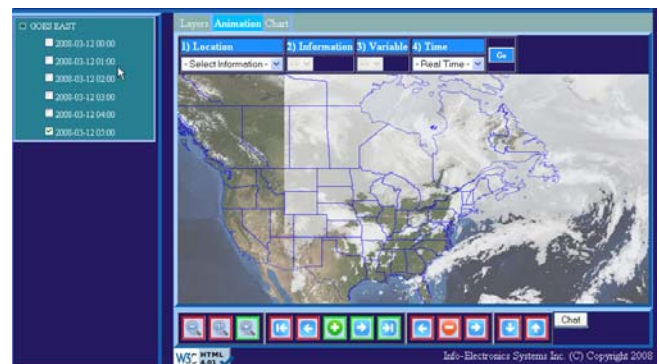 GOES EAST
2008-03-12 00:00
2008-03-12 01:00
2008-03-12 02:00
2008-03-12 03:00
2008-03-12 04:00
2008-03-12 05:00
Layers Animation Chart
1) Location 2) Information 3) Variable 4) Time
- Select Information - - Real Time - Go
Chat
W3C HTML 4.01
Info-Electronics Systems Inc. (C) Copyright 2008